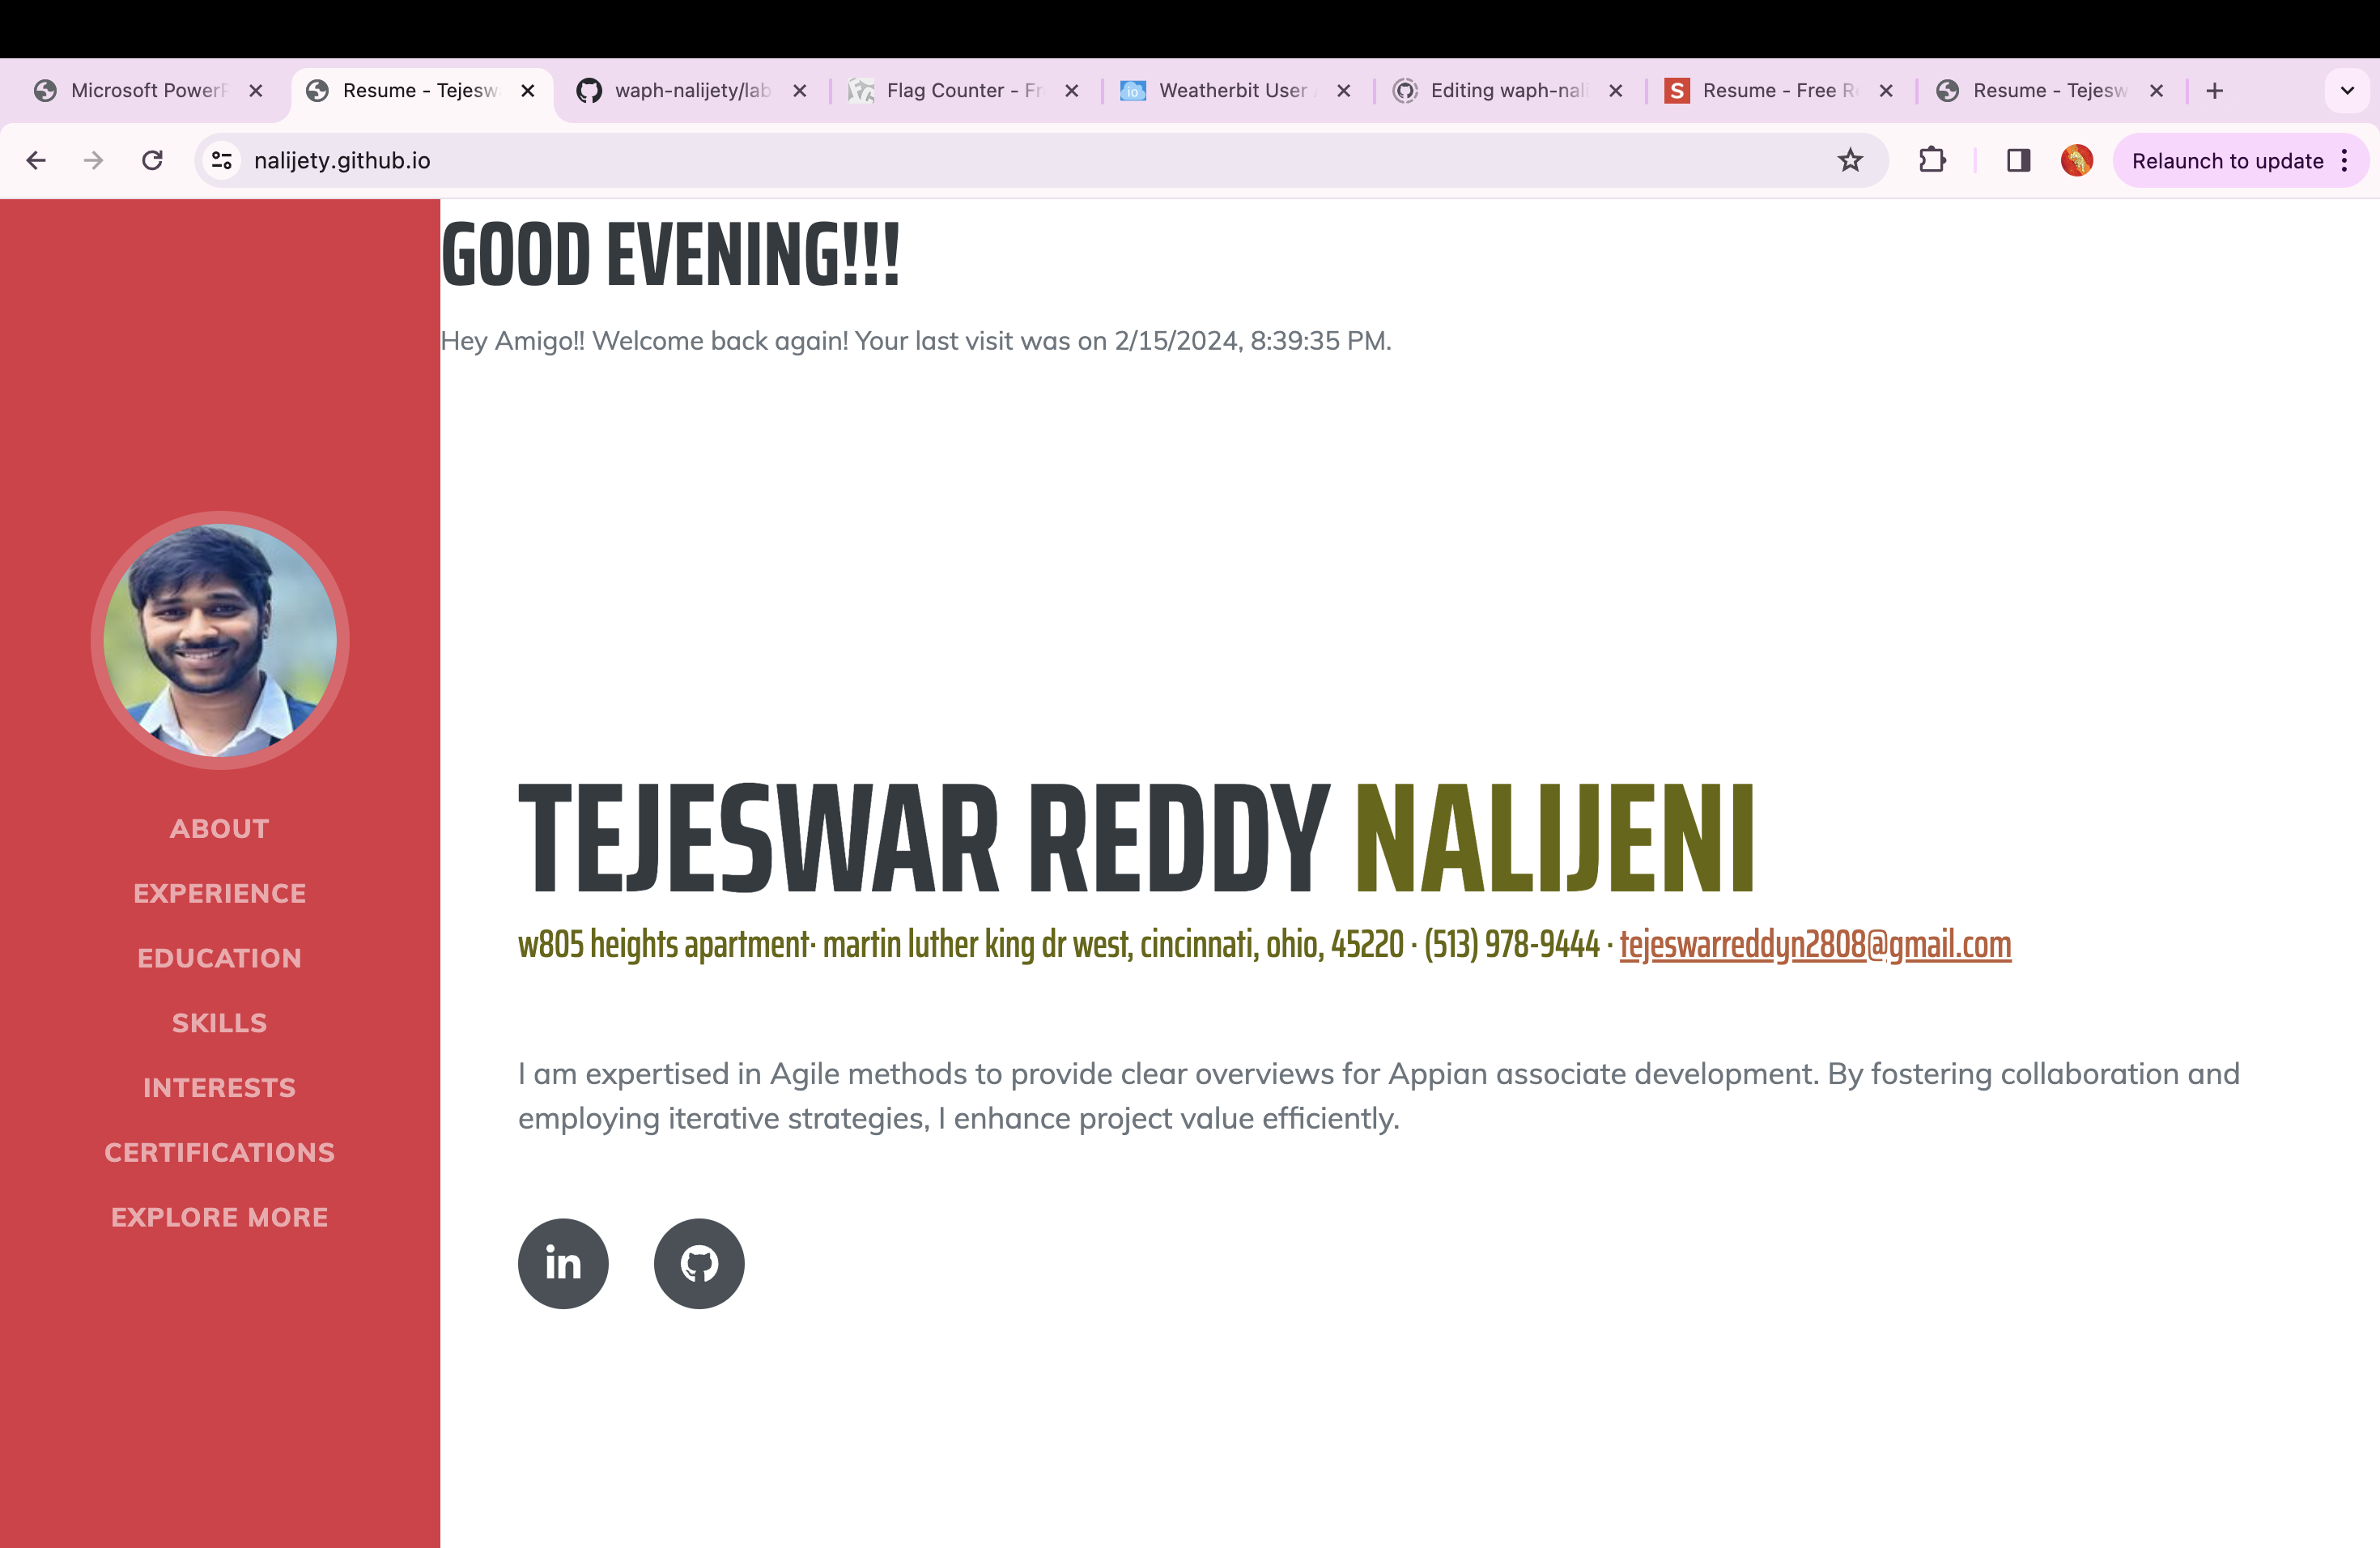 Microsoft PowerP
Resume - Tejesw
waph-nalijety/lab
Flag Counter - Fr
Weatherbit User
Editing waph-nali
Resume - Free R
Resume - Tejesw
nalijety.github.io
Relaunch to update
GOOD EVENING!!!
Hey Amigo!! Welcome back again! Your last visit was on 2/15/2024, 8:39:35 PM.
ABOUT
EXPERIENCE
EDUCATION
SKILLS
INTERESTS
CERTIFICATIONS
EXPLORE MORE
TEJESWAR REDDY NALIJENI
w805 heights apartment· martin luther king dr west, cincinnati, ohio, 45220 · (513) 978-9444 · tejeswarreddyn2808@gmail.com
I am expertised in Agile methods to provide clear overviews for Appian associate development. By fostering collaboration and
employing iterative strategies, I enhance project value efficiently.
in